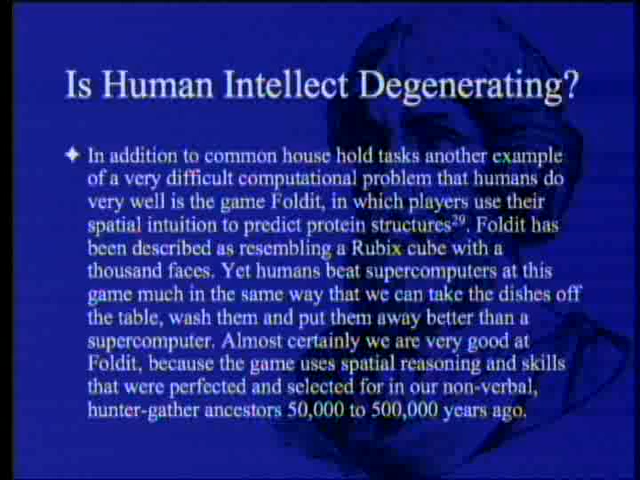 Is Human Intellect Degenerating?
In addition to common house hold tasks another example
of a very difficult computational problem that humans do
very well is the game Foldit, in which players use their
spatial intuition to predict protein structures²⁹. Foldit has
been described as resembling a Rubix cube with a
thousand faces. Yet humans beat supercomputers at this
game much in the same way that we can take the dishes off
the table, wash them and put them away better than a
supercomputer. Almost certainly we are very good at
Foldit, because the game uses spatial reasoning and skills
that were perfected and selected for in our non-verbal,
hunter-gather ancestors 50,000 to 500,000 years ago.